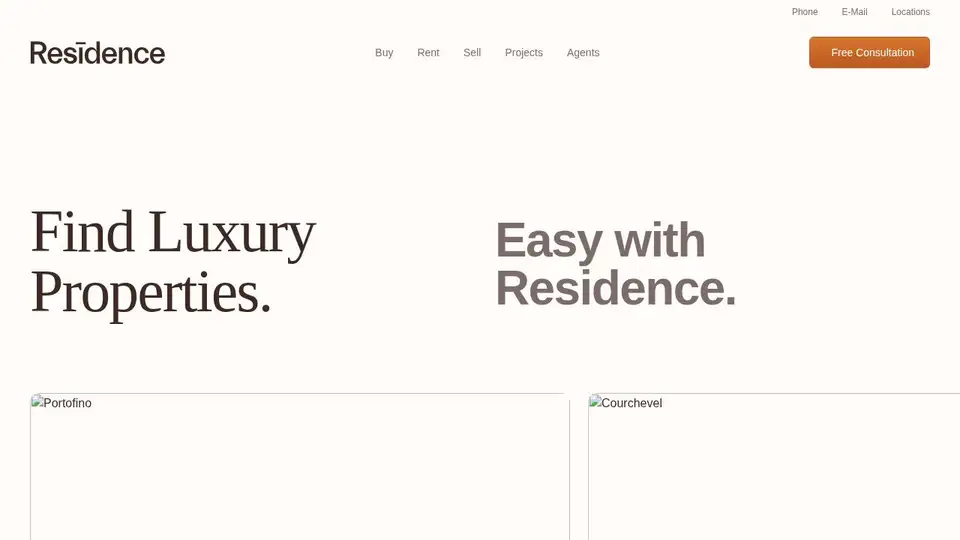 Phone E-Mail Locations
Resīdence
Buy Rent Sell Projects Agents
Free Consultation
Find Luxury
Properties.
Easy with
Residence.
Portofino
Courchevel